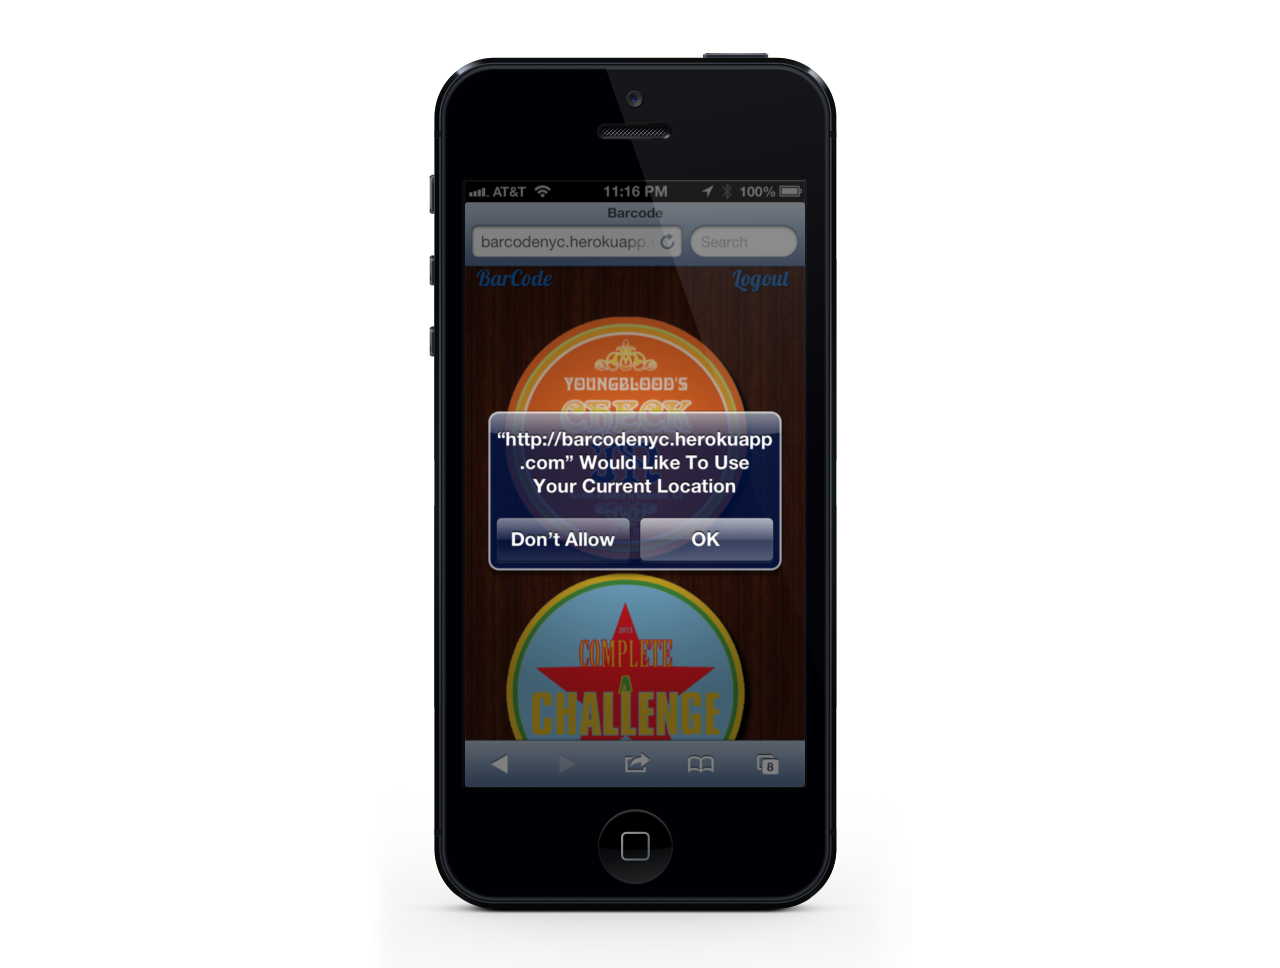 AT&T 11:16 PM 100%
Barcode
barcodenyc.herokuapp. Search
BarCode Logout
YOUNGBLOOD'S
CHECK
IN
“http://barcodenyc.herokuapp
.com” Would Like To Use
Your Current Location
Don’t Allow OK
2013
COMPLETE
A
CHALLENGE
8